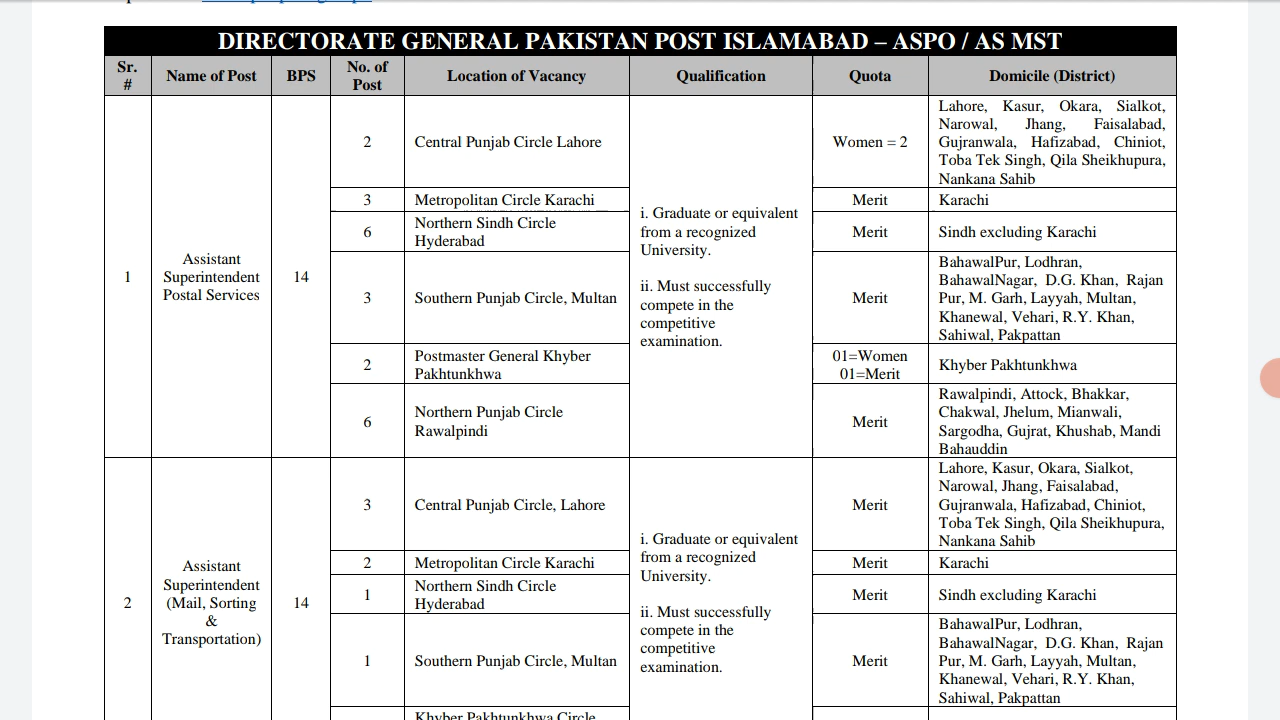 DIRECTORATE GENERAL PAKISTAN POST ISLAMABAD – ASPO / AS MST
Sr. #
Name of Post
BPS
No. of Post
Location of Vacancy
Qualification
Quota
Domicile (District)
1
Assistant
Superintendent
Postal Services
14
2
Central Punjab Circle Lahore
i. Graduate or equivalent
from a recognized
University.
ii. Must successfully
compete in the
competitive
examination.
Women = 2
Lahore, Kasur, Okara, Sialkot,
Narowal, Jhang, Faisalabad,
Gujranwala, Hafizabad, Chiniot,
Toba Tek Singh, Qila Sheikhupura,
Nankana Sahib
3
Metropolitan Circle Karachi
Merit
Karachi
6
Northern Sindh Circle
Hyderabad
Merit
Sindh excluding Karachi
3
Southern Punjab Circle, Multan
Merit
BahawalPur, Lodhran,
BahawalNagar, D.G. Khan, Rajan
Pur, M. Garh, Layyah, Multan,
Khanewal, Vehari, R.Y. Khan,
Sahiwal, Pakpattan
2
Postmaster General Khyber
Pakhtunkhwa
01=Women
01=Merit
Khyber Pakhtunkhwa
6
Northern Punjab Circle
Rawalpindi
Merit
Rawalpindi, Attock, Bhakkar,
Chakwal, Jhelum, Mianwali,
Sargodha, Gujrat, Khushab, Mandi
Bahauddin
2
Assistant
Superintendent
(Mail, Sorting
&
Transportation)
14
3
Central Punjab Circle, Lahore
i. Graduate or equivalent
from a recognized
University.
ii. Must successfully
compete in the
competitive
examination.
Merit
Lahore, Kasur, Okara, Sialkot,
Narowal, Jhang, Faisalabad,
Gujranwala, Hafizabad, Chiniot,
Toba Tek Singh, Qila Sheikhupura,
Nankana Sahib
2
Metropolitan Circle Karachi
Merit
Karachi
1
Northern Sindh Circle
Hyderabad
Merit
Sindh excluding Karachi
1
Southern Punjab Circle, Multan
Merit
BahawalPur, Lodhran,
BahawalNagar, D.G. Khan, Rajan
Pur, M. Garh, Layyah, Multan,
Khanewal, Vehari, R.Y. Khan,
Sahiwal, Pakpattan
Khyber Pakhtunkhwa Circle